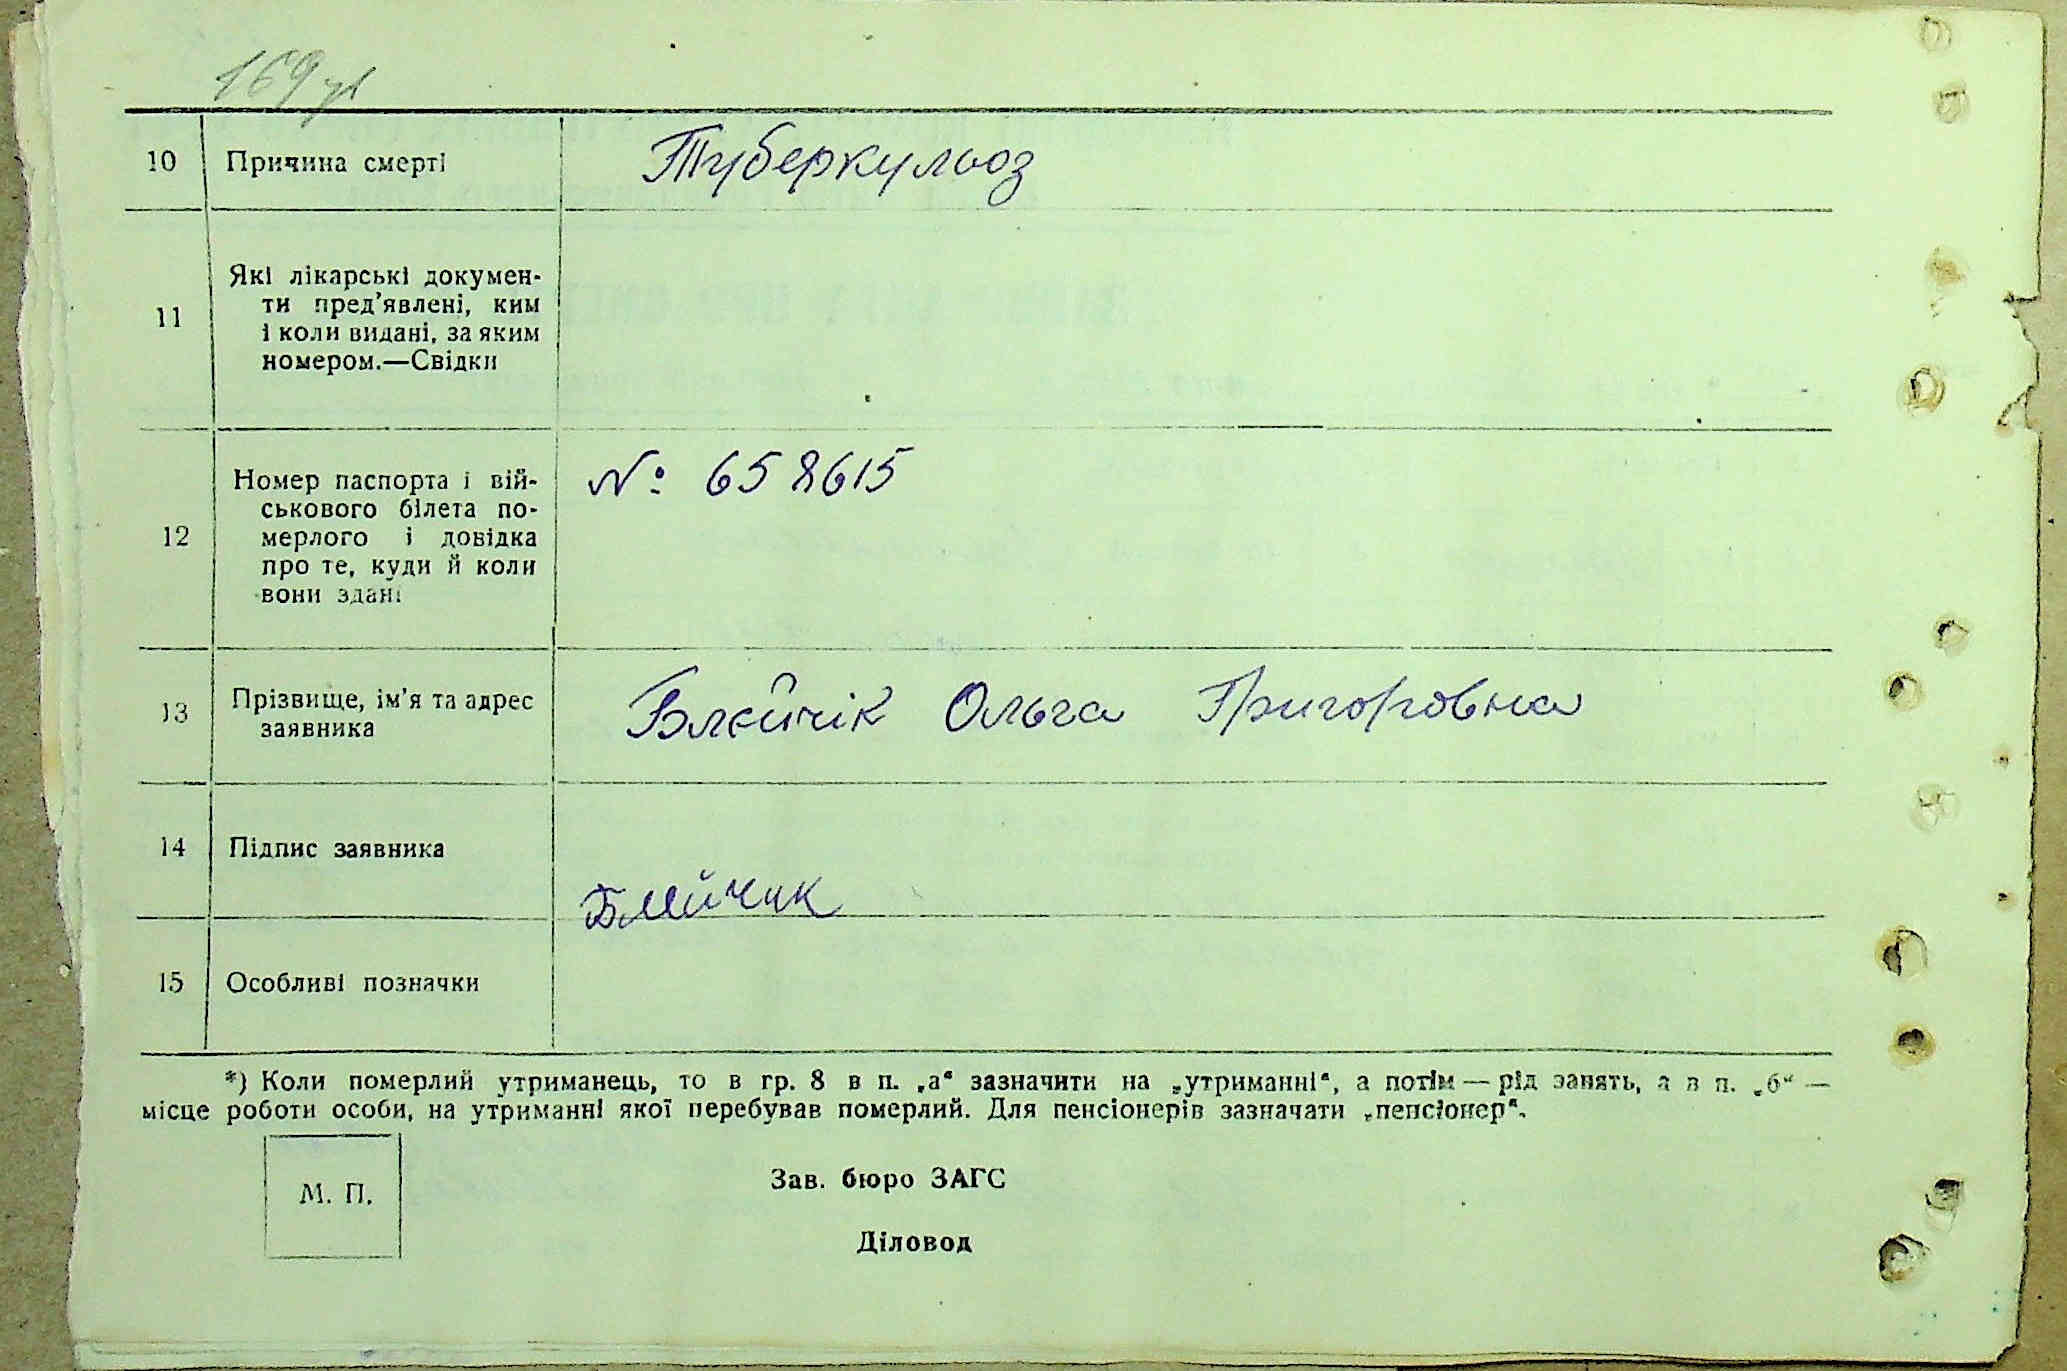 169
10 Причина смерті Туберкульоз
11 Які лікарські докумен-
ти пред'явлені, ким
і коли видані, за яким
номером.—Свідки
12 Номер паспорта і вій- № 658615
ськового білета по-
мерлого і довідка
про те, куди й коли
вони здані
13 Прізвище, ім'я та адрес Блейчік Ольга Григоровна
заявника
14 Підпис заявника Блейчик
15 Особливі позначки
*) Коли померлий утриманець, то в гр. 8 в п. „а“ зазначити на „утриманні“, а потім — рід занять, а в п. „б“ —
місце роботи особи, на утриманні якої перебував померлий. Для пенсіонерів зазначати „пенсіонер“.
М. П.
Зав. бюро ЗАГС
Діловод